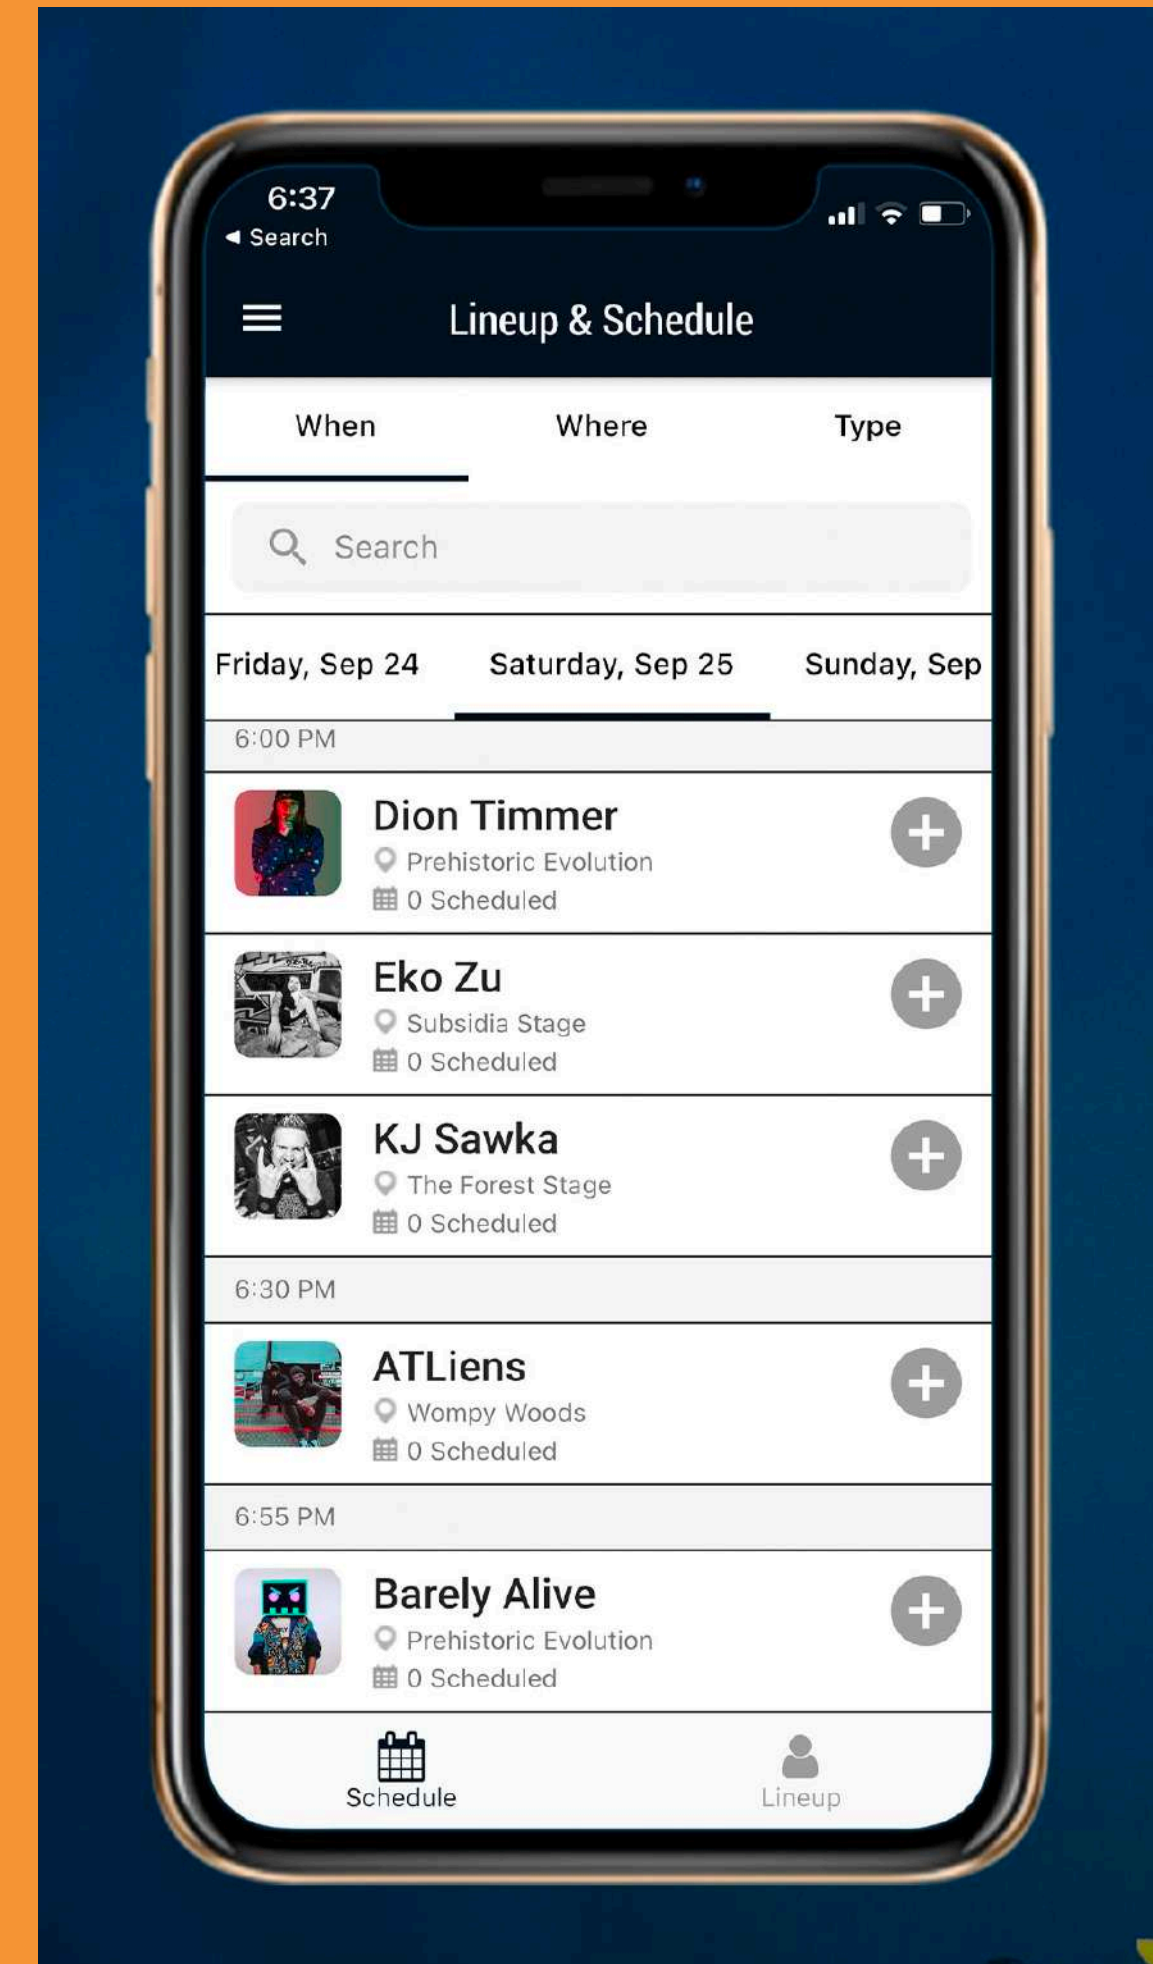 6:37
Search
Lineup & Schedule
When Where Type
Search
Friday, Sep 24 Saturday, Sep 25 Sunday, Sep
6:00 PM
Dion Timmer
Prehistoric Evolution
0 Scheduled
Eko Zu
Subsidia Stage
0 Scheduled
KJ Sawka
The Forest Stage
0 Scheduled
6:30 PM
ATLiens
Wompy Woods
0 Scheduled
6:55 PM
Barely Alive
Prehistoric Evolution
0 Scheduled
Schedule Lineup